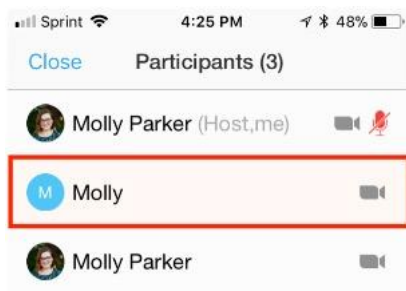 Sprint 4:25 PM 48%
Close Participants (3)
Molly Parker (Host,me)
M Molly
Molly Parker